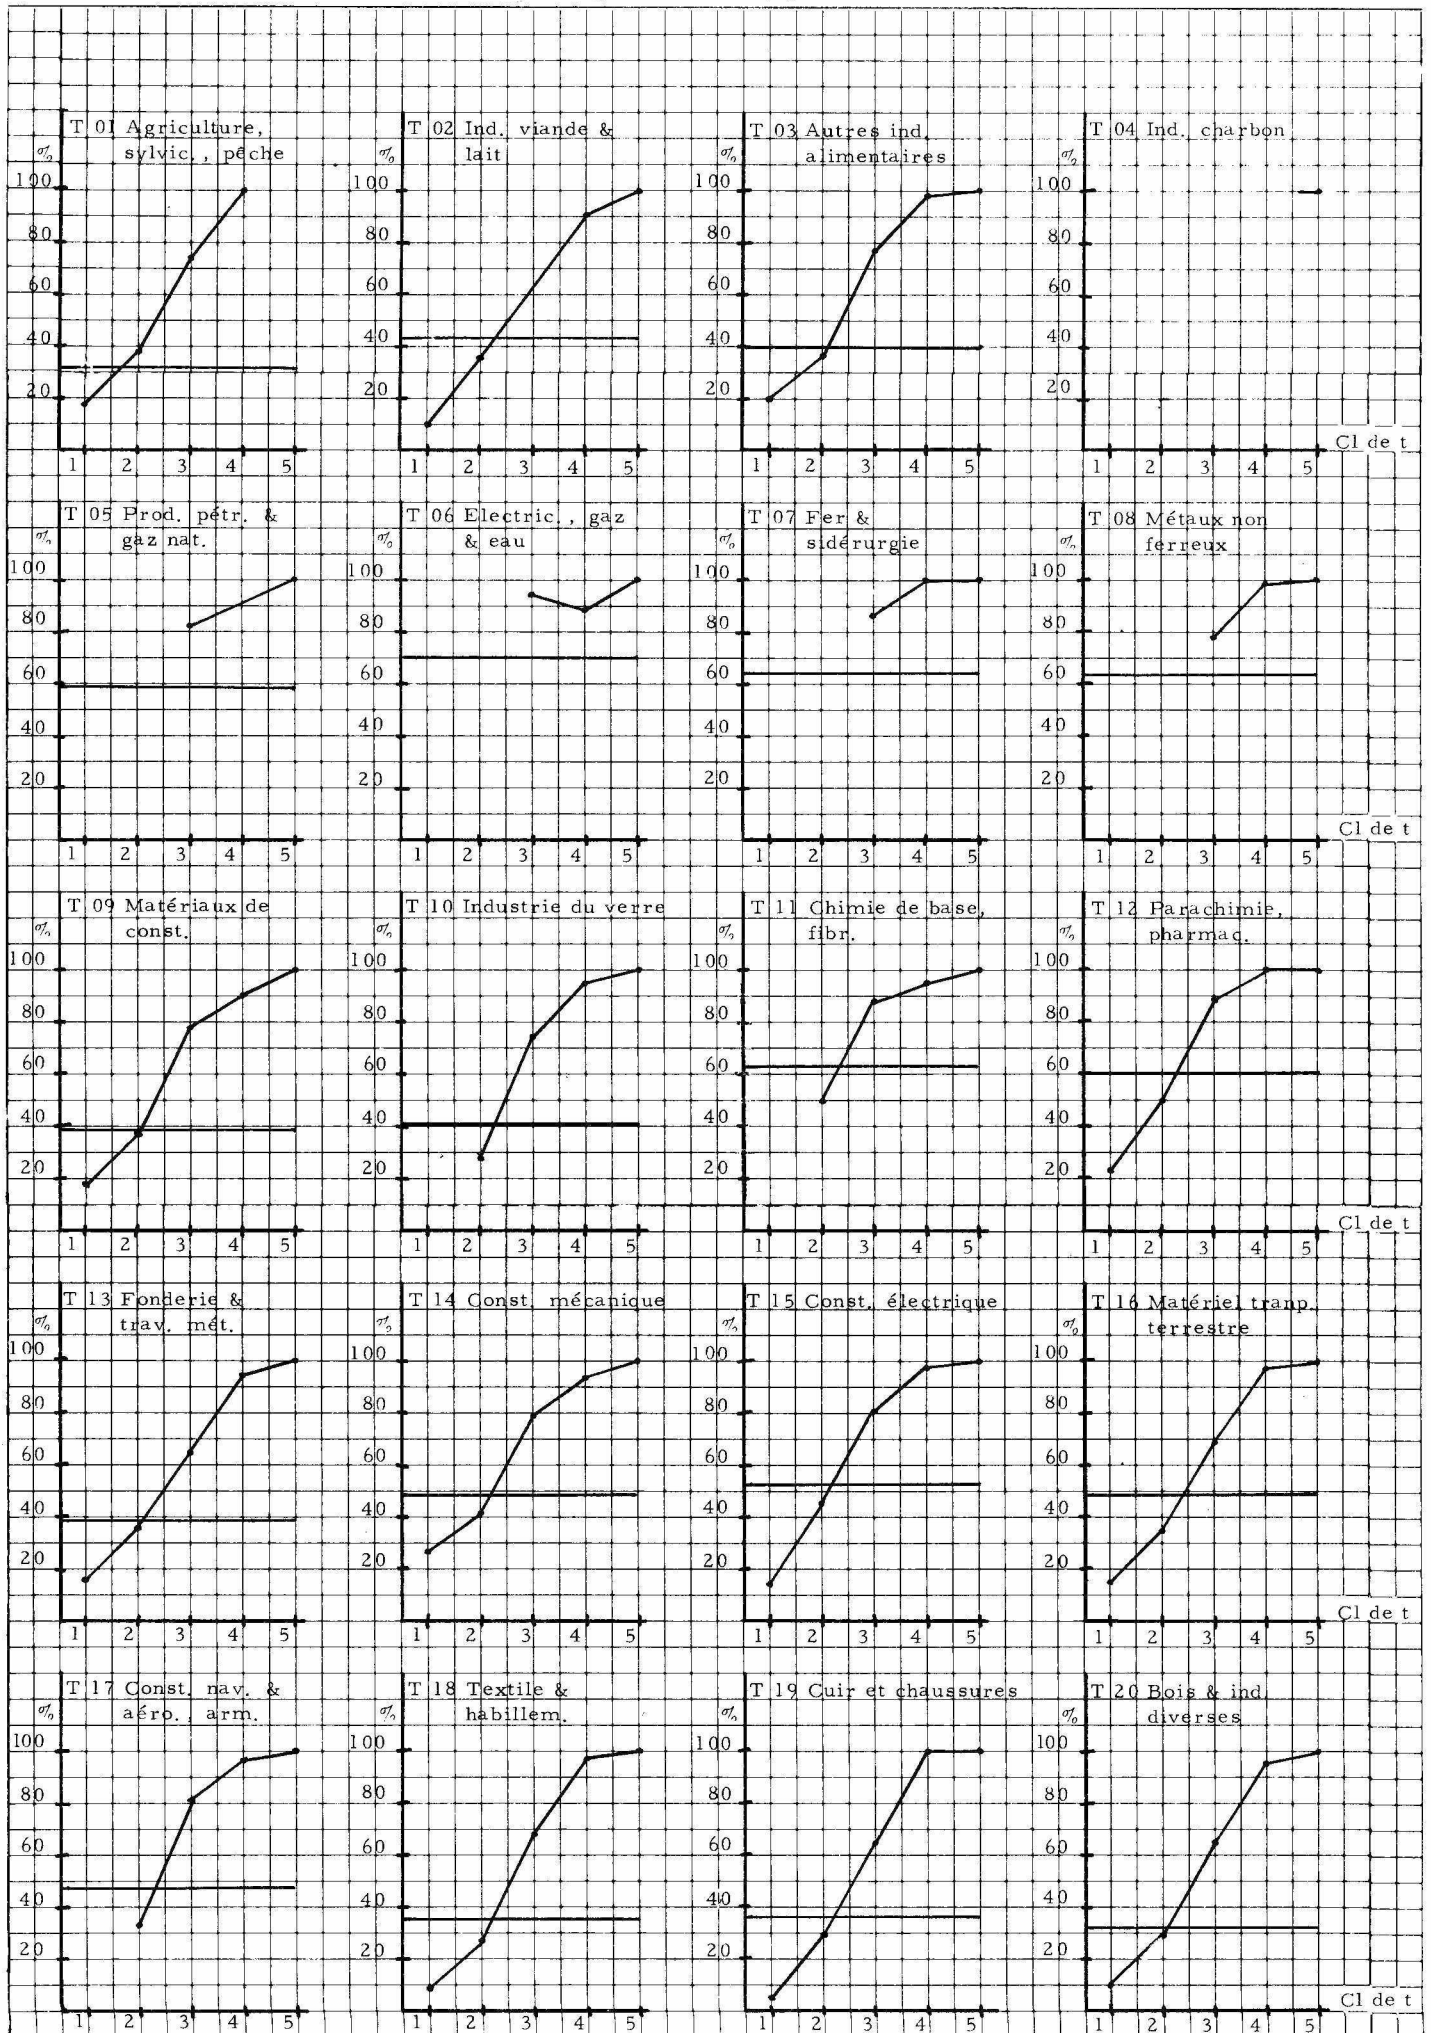 T 01 Agriculture,
sylvic., pêche
%
100
80
60
40
20
1 2 3 4 5
T 02 Ind. viande &
lait
%
100
80
60
40
20
1 2 3 4 5
T 03 Autres ind.
alimentaires
%
100
80
60
40
20
1 2 3 4 5
T 04 Ind. charbon
%
100
80
60
40
20
Cl de t
1 2 3 4 5
T 05 Prod. pétr. &
gaz nat.
%
100
80
60
40
20
1 2 3 4 5
T 06 Electric., gaz
& eau
%
100
80
60
40
20
1 2 3 4 5
T 07 Fer &
sidérurgie
%
100
80
60
40
20
1 2 3 4 5
T 08 Métaux non
ferreux
%
100
80
60
40
20
Cl de t
1 2 3 4 5
T 09 Matériaux de
const.
%
100
80
60
40
20
1 2 3 4 5
T 10 Industrie du verre
%
100
80
60
40
20
1 2 3 4 5
T 11 Chimie de base,
fibr.
%
100
80
60
40
20
1 2 3 4 5
T 12 Parachimie,
pharmac.
%
100
80
60
40
20
Cl de t
1 2 3 4 5
T 13 Fonderie &
trav. mét.
%
100
80
60
40
20
1 2 3 4 5
T 14 Const. mécanique
%
100
80
60
40
20
1 2 3 4 5
T 15 Const. électrique
%
100
80
60
40
20
1 2 3 4 5
T 16 Matériel tranp.
terrestre
%
100
80
60
40
20
Cl de t
1 2 3 4 5
T 17 Const. nav. &
aéro., arm.
%
100
80
60
40
20
1 2 3 4 5
T 18 Textile &
habillem.
%
100
80
60
40
20
1 2 3 4 5
T 19 Cuir et chaussures
%
100
80
60
40
20
1 2 3 4 5
T 20 Bois & ind.
diverses
%
100
80
60
40
20
Cl de t
1 2 3 4 5